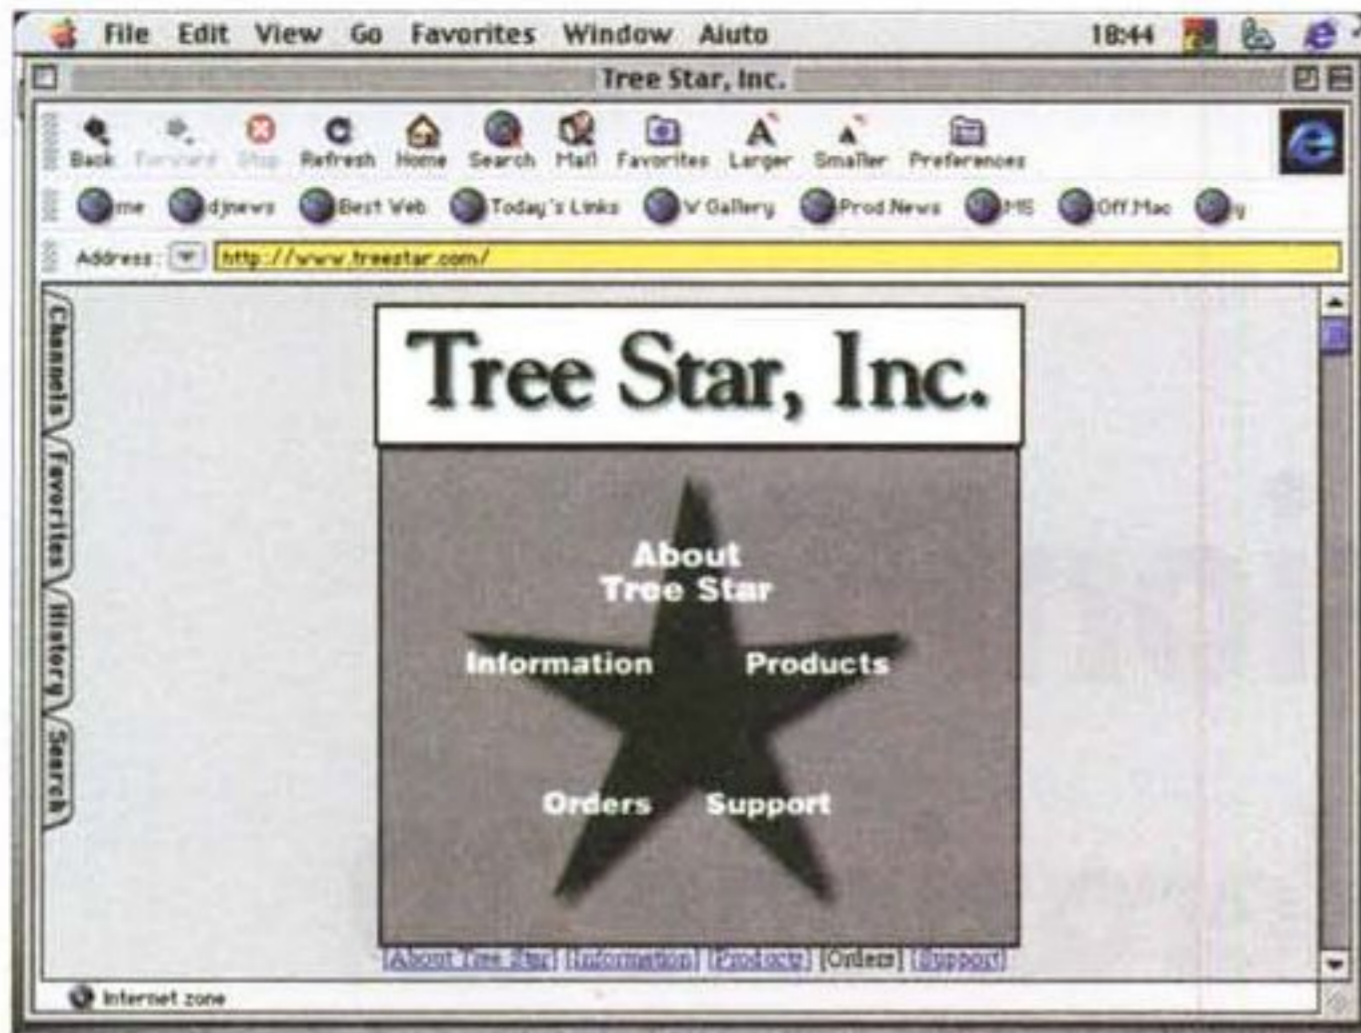 File Edit View Go Favorites Window Aiuto 18:44
Tree Star, Inc.
Back Forward Stop Refresh Home Search Mail Favorites Larger Smaller Preferences
me djnews Best Web Today's Links W Gallery Prod.News MS Off.Mac y
Address: http://www.treestar.com/
Channels
Favorites
History
Search
Tree Star, Inc.
About
Tree Star
Information Products
Orders Support
[About Tree Star] [Information] [Products] [Orders] [Support]
Internet zone